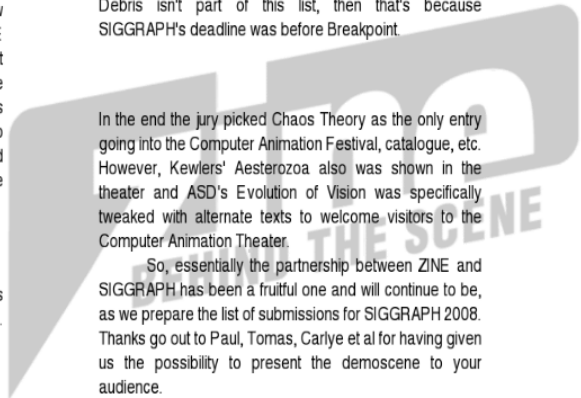 Debris isn't part of this list, then that's because
SIGGRAPH's deadline was before Breakpoint.
In the end the jury picked Chaos Theory as the only entry
going into the Computer Animation Festival, catalogue, etc.
However, Kewlers' Aesterozoa also was shown in the
theater and ASD's Evolution of Vision was specifically
tweaked with alternate texts to welcome visitors to the
Computer Animation Theater.
So, essentially the partnership between ZINE and
SIGGRAPH has been a fruitful one and will continue to be,
as we prepare the list of submissions for SIGGRAPH 2008.
Thanks go out to Paul, Tomas, Carlye et al for having given
us the possibility to present the demoscene to your
audience.
zine
BEHIND THE SCENE